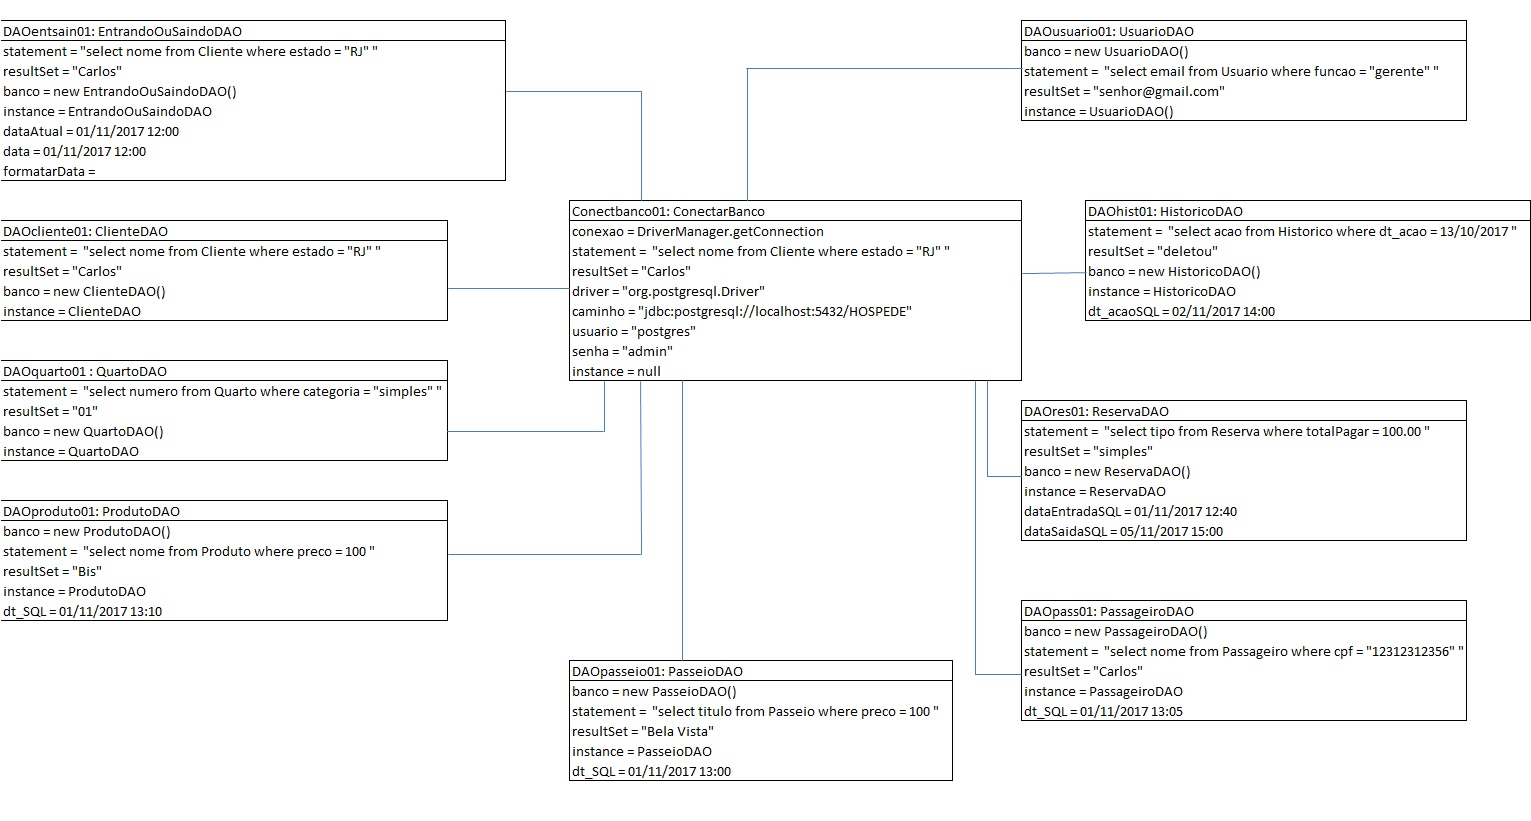 DAOentsain01: EntrandoOuSaindoDAO
statement = "select nome from Cliente where estado = "RJ" "
resultSet = "Carlos"
banco = new EntrandoOuSaindoDAO()
instance = EntrandoOuSaindoDAO
dataAtual = 01/11/2017 12:00
data = 01/11/2017 12:00
formatarData =
DAOusuario01: UsuarioDAO
banco = new UsuarioDAO()
statement = "select email from Usuario where funcao = "gerente" "
resultSet = "senhor@gmail.com"
instance = UsuarioDAO()
DAOcliente01: ClienteDAO
statement = "select nome from Cliente where estado = "RJ" "
resultSet = "Carlos"
banco = new ClienteDAO()
instance = ClienteDAO
Conectbanco01: ConectarBanco
conexao = DriverManager.getConnection
statement = "select nome from Cliente where estado = "RJ" "
resultSet = "Carlos"
driver = "org.postgresql.Driver"
caminho = "jdbc:postgresql://localhost:5432/HOSPEDE"
usuario = "postgres"
senha = "admin"
instance = null
DAOhist01: HistoricoDAO
statement = "select acao from Historico where dt_acao = 13/10/2017 "
resultSet = "deletou"
banco = new HistoricoDAO()
instance = HistoricoDAO
dt_acaoSQL = 02/11/2017 14:00
DAOquarto01 : QuartoDAO
statement = "select numero from Quarto where categoria = "simples" "
resultSet = "01"
banco = new QuartoDAO()
instance = QuartoDAO
DAOres01: ReservaDAO
statement = "select tipo from Reserva where totalPagar = 100.00 "
resultSet = "simples"
banco = new ReservaDAO()
instance = ReservaDAO
dataEntradaSQL = 01/11/2017 12:40
dataSaidaSQL = 05/11/2017 15:00
DAOproduto01: ProdutoDAO
banco = new ProdutoDAO()
statement = "select nome from Produto where preco = 100 "
resultSet = "Bis"
instance = ProdutoDAO
dt_SQL = 01/11/2017 13:10
DAOpasseio01: PasseioDAO
banco = new PasseioDAO()
statement = "select titulo from Passeio where preco = 100 "
resultSet = "Bela Vista"
instance = PasseioDAO
dt_SQL = 01/11/2017 13:00
DAOpass01: PassageiroDAO
banco = new PassageiroDAO()
statement = "select nome from Passageiro where cpf = "12312312356" "
resultSet = "Carlos"
instance = PassageiroDAO
dt_SQL = 01/11/2017 13:05